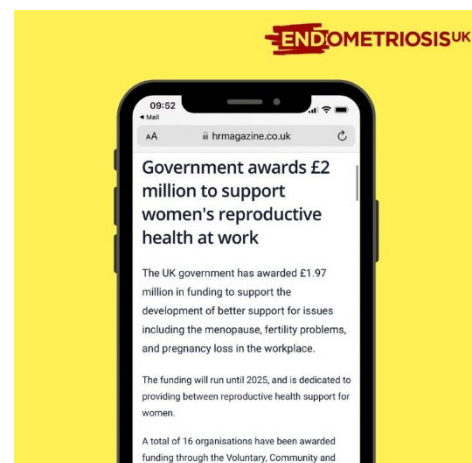 ENDOMETRIOSIS UK
09:52
◄ Mail
AA hrmagazine.co.uk
Government awards £2
million to support
women's reproductive
health at work
The UK government has awarded £1.97
million in funding to support the
development of better support for issues
including the menopause, fertility problems,
and pregnancy loss in the workplace.
The funding will run until 2025, and is dedicated to
providing between reproductive health support for
women.
A total of 16 organisations have been awarded
funding through the Voluntary, Community and